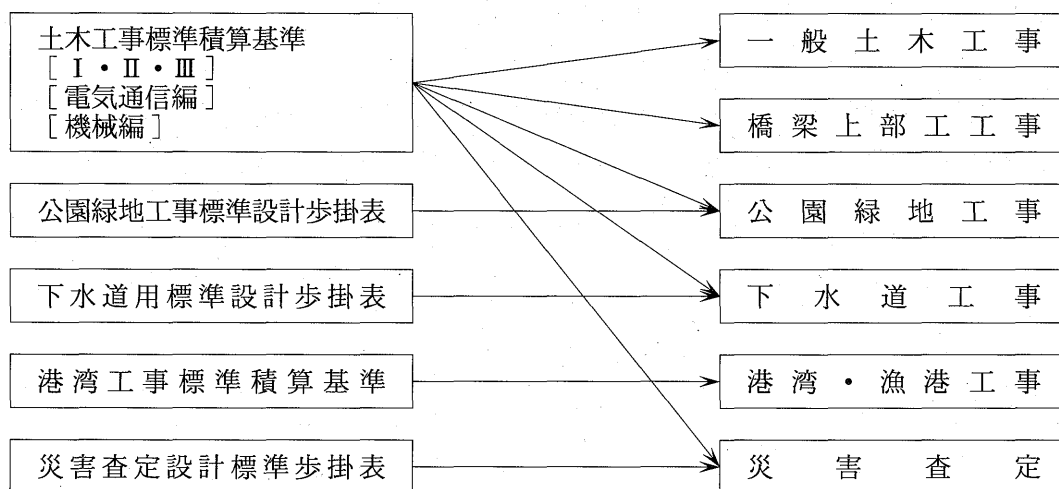 土木工事標準積算基準
[Ⅰ・Ⅱ・Ⅲ]
[電気通信編]
[機械編]
公園緑地工事標準設計歩掛表
下水道用標準設計歩掛表
港湾工事標準積算基準
災害査定設計標準歩掛表
一般土木工事
橋梁上部工工事
公園緑地工事
下水道工事
港湾・漁港工事
災害査定